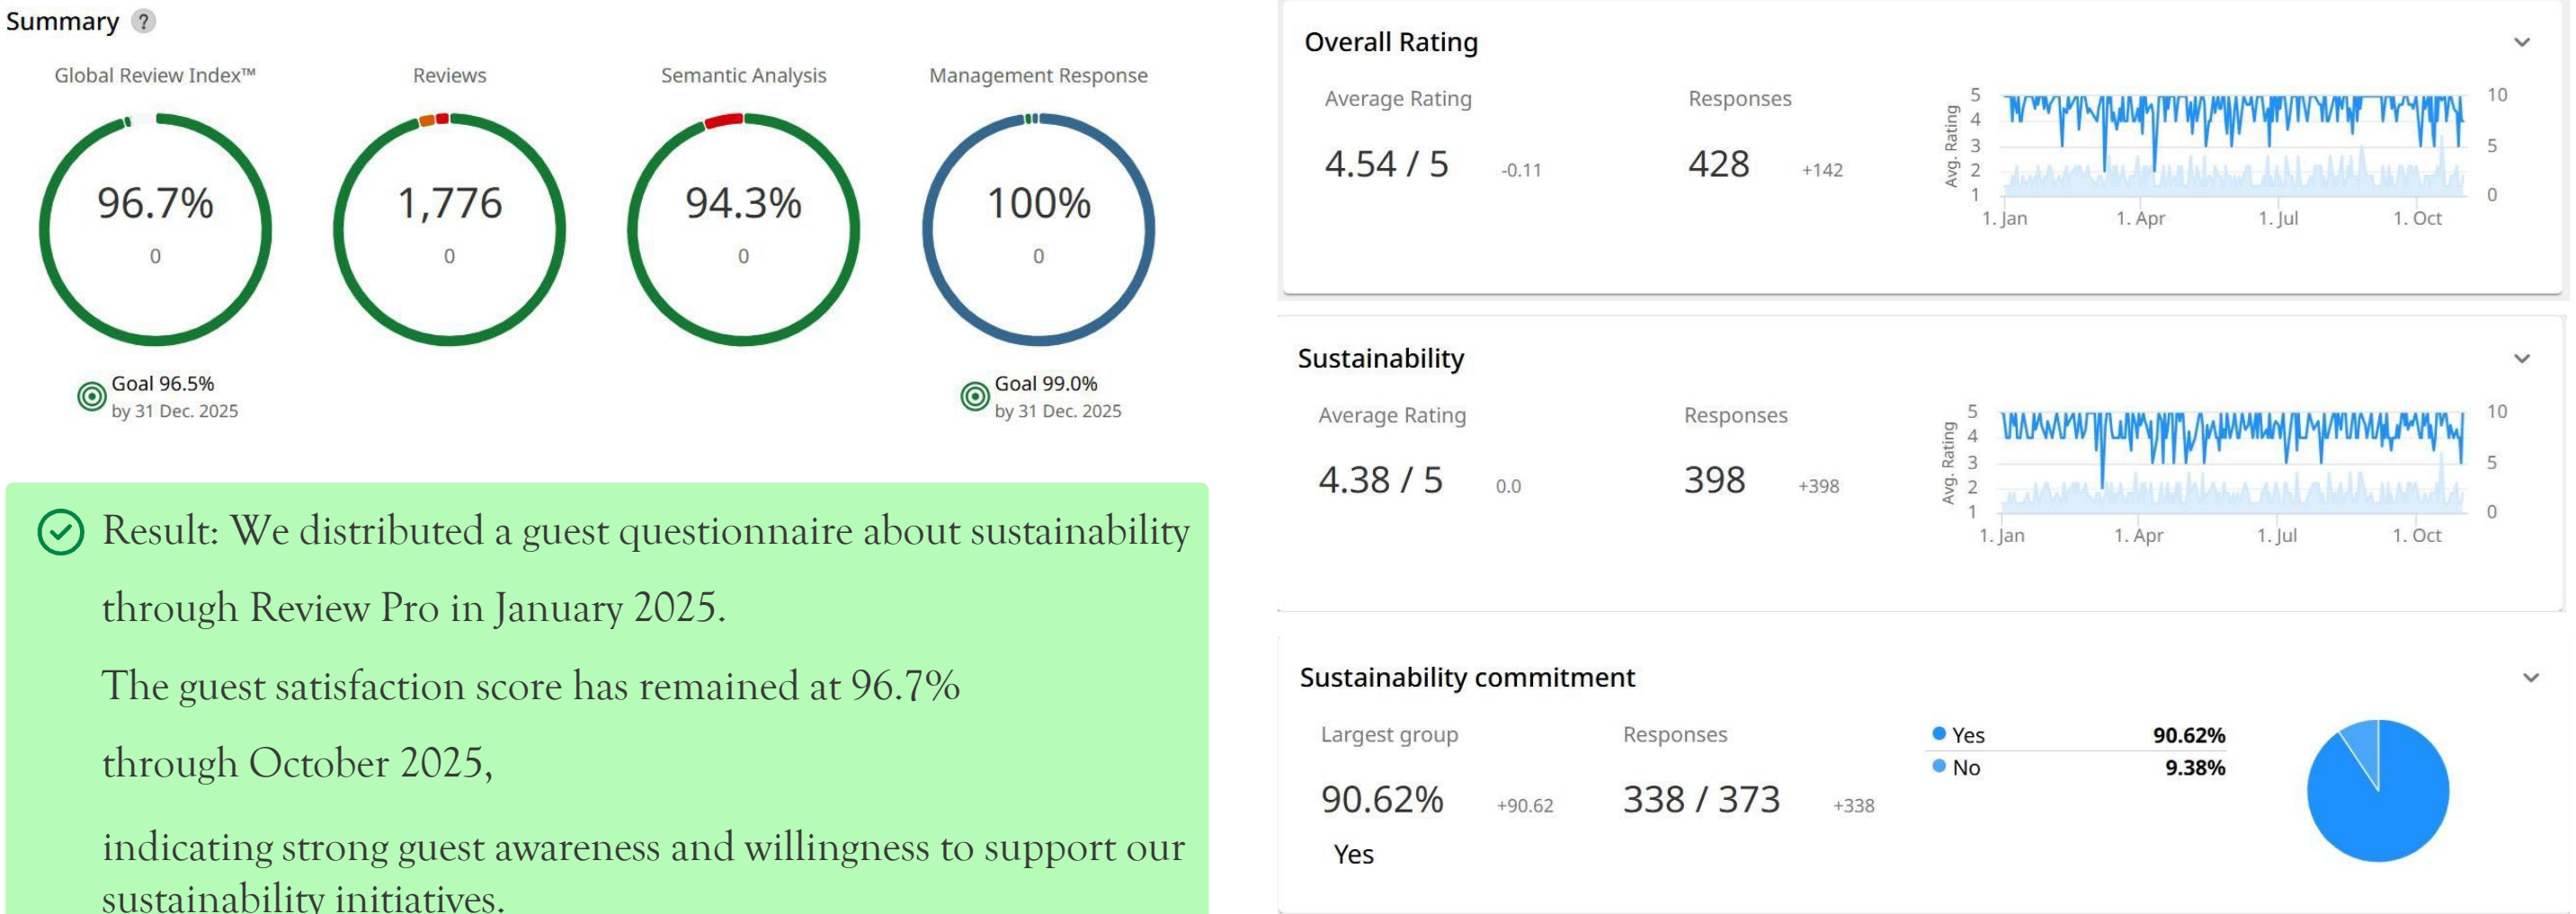 Summary ?
Global Review Index™
Reviews
Semantic Analysis
Management Response
96.7%
0
1,776
0
94.3%
0
100%
0
Goal 96.5%
by 31 Dec. 2025
Goal 99.0%
by 31 Dec. 2025
Result: We distributed a guest questionnaire about sustainability
through Review Pro in January 2025.
The guest satisfaction score has remained at 96.7%
through October 2025,
indicating strong guest awareness and willingness to support our
sustainability initiatives.
Overall Rating
Average Rating
Responses
4.54 / 5
-0.11
428
+142
Avg. Rating
5
4
3
2
1
10
5
0
1. Jan
1. Apr
1. Jul
1. Oct
Sustainability
Average Rating
Responses
4.38 / 5
0.0
398
+398
Avg. Rating
5
4
3
2
1
10
5
0
1. Jan
1. Apr
1. Jul
1. Oct
Sustainability commitment
Largest group
Responses
90.62%
+90.62
338 / 373
+338
Yes
Yes 90.62%
No 9.38%